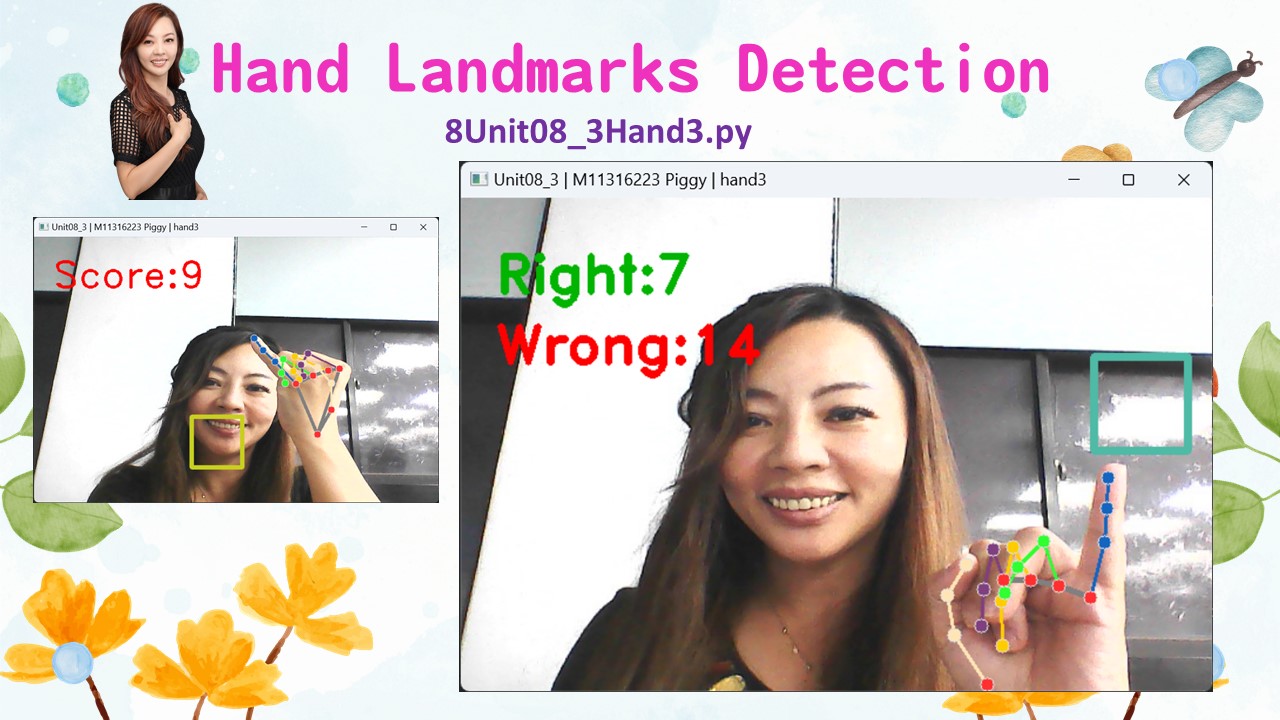 Hand Landmarks Detection
8Unit08_3Hand3.py
Unit08_3 | M11316223 Piggy | hand3
Score:9
Unit08_3 | M11316223 Piggy | hand3
Right:7
Wrong:14